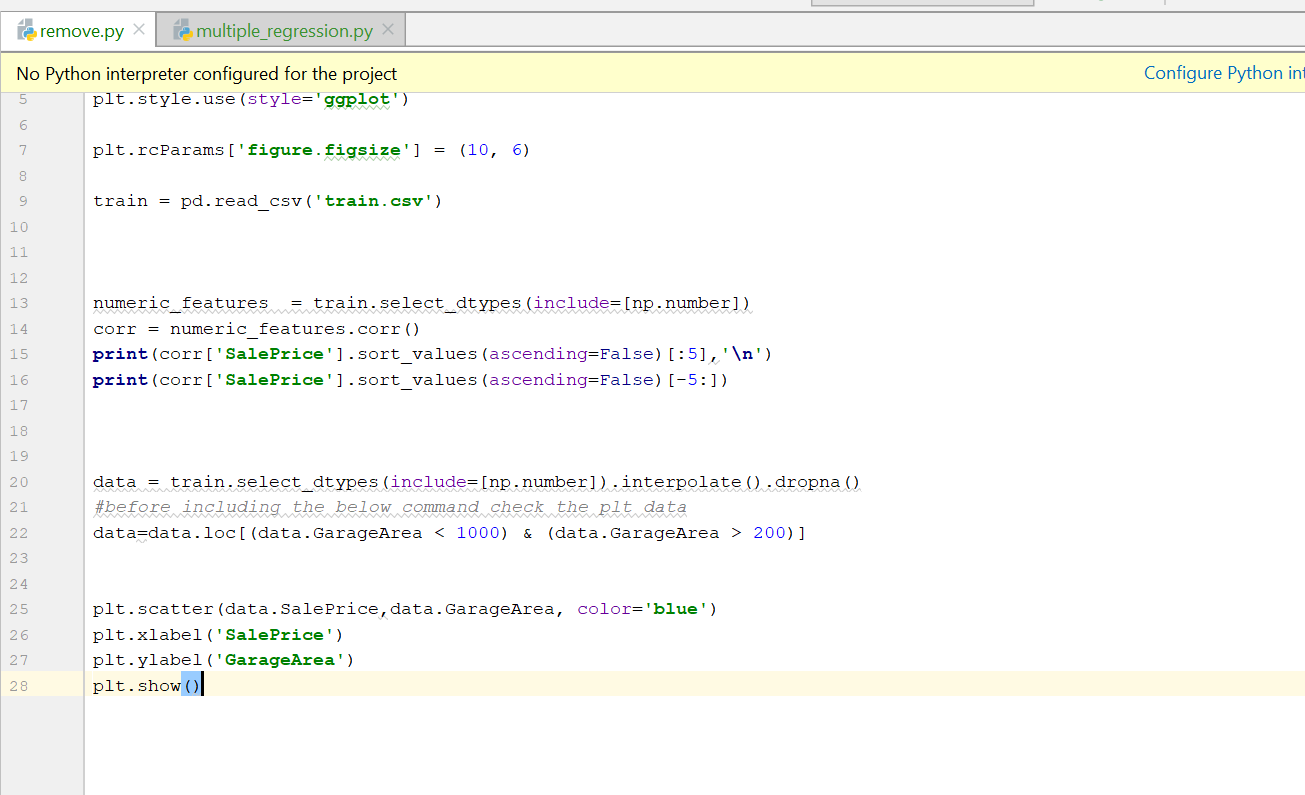 remove.py
multiple_regression.py
No Python interpreter configured for the project
Configure Python int
5 plt.style.use(style='ggplot')
6
7 plt.rcParams['figure.figsize'] = (10, 6)
8
9 train = pd.read_csv('train.csv')
10
11
12
13 numeric_features  = train.select_dtypes(include=[np.number])
14 corr = numeric_features.corr()
15 print(corr['SalePrice'].sort_values(ascending=False)[:5],'\n')
16 print(corr['SalePrice'].sort_values(ascending=False)[-5:])
17
18
19
20 data = train.select_dtypes(include=[np.number]).interpolate().dropna()
21 #before including the below command check the plt data
22 data=data.loc[(data.GarageArea < 1000) & (data.GarageArea > 200)]
23
24
25 plt.scatter(data.SalePrice,data.GarageArea, color='blue')
26 plt.xlabel('SalePrice')
27 plt.ylabel('GarageArea')
28 plt.show()